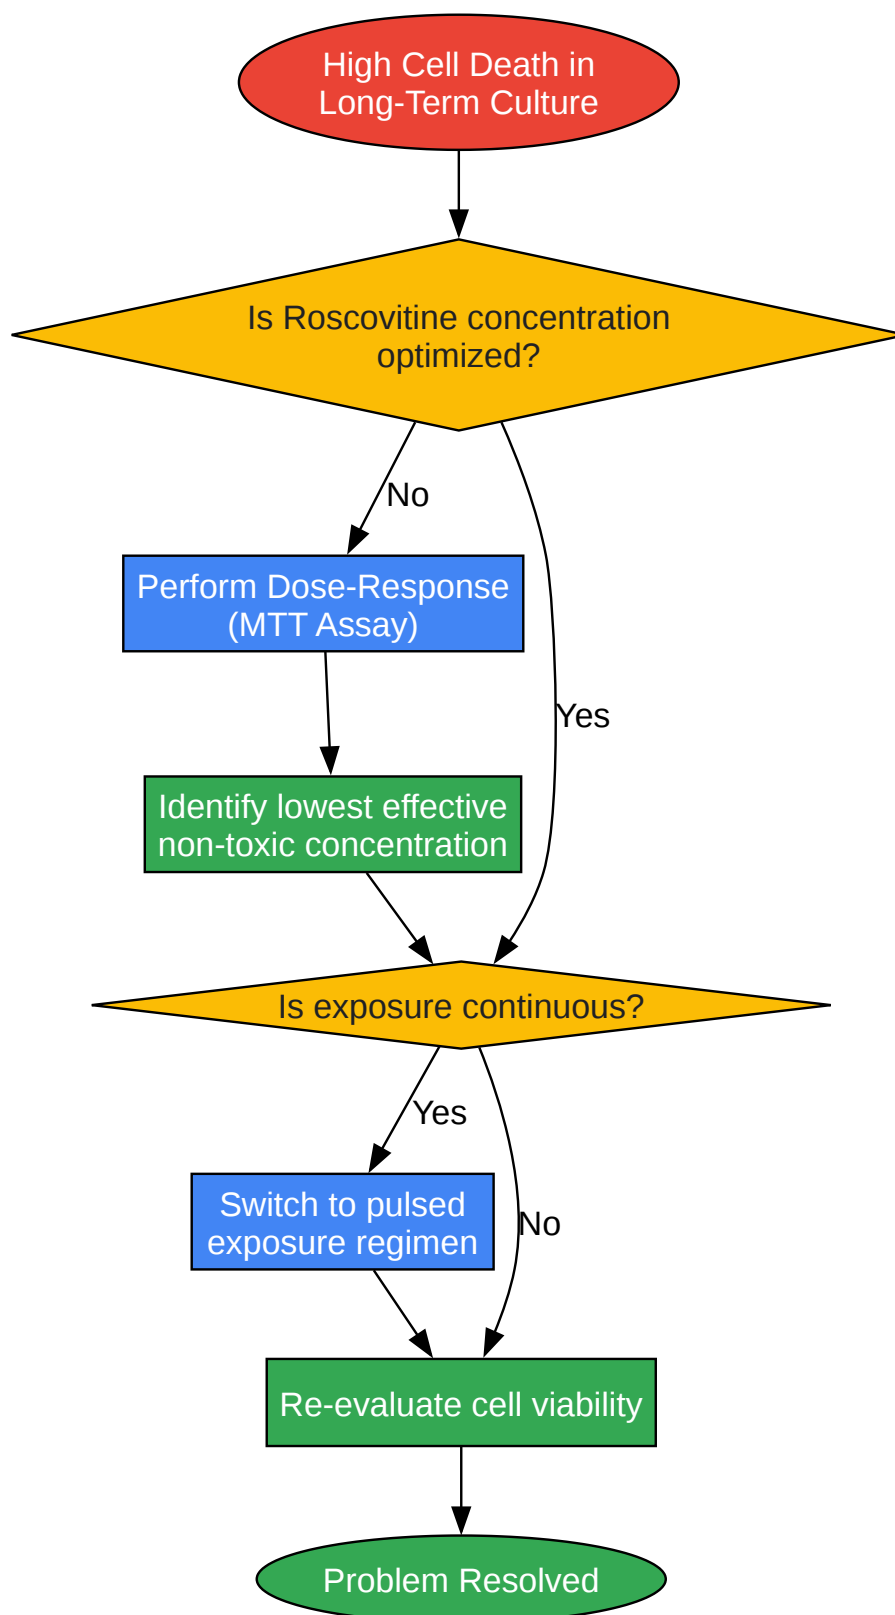 High Cell Death in
Long-Term Culture
Is Roscovitine concentration
optimized?
No
Perform Dose-Response
(MTT Assay)
Yes
Identify lowest effective
non-toxic concentration
Is exposure continuous?
Yes
Switch to pulsed
exposure regimen
No
Re-evaluate cell viability
Problem Resolved